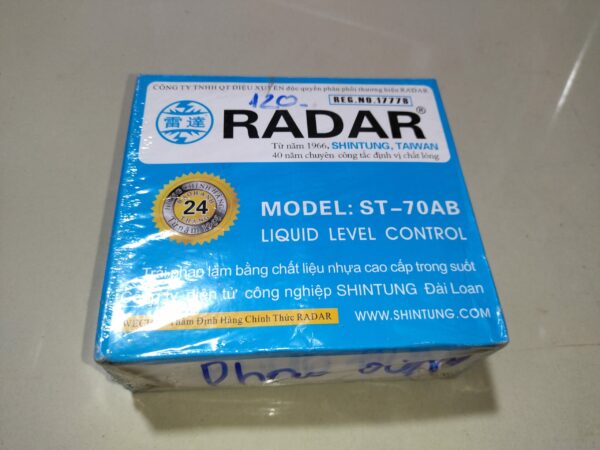 CÔNG TY TNHH QT DIỆU XUYÊN độc quyền phân phối thương hiệu RADAR
120-
REG.NO.17778
雷達
RADAR®
Từ năm 1966, SHINTUNG, TAIWAN
40 năm chuyên công tắc định vị chất lỏng
24
MODEL: ST-70AB
LIQUID LEVEL CONTROL
Trái phao làm bằng chất liệu nhựa cao cấp trong suốt
điện tử công nghiệp SHINTUNG Đài Loan
Thẩm Định Hàng Chính Thức RADAR
WWW.SHINTUNG.COM
Phao